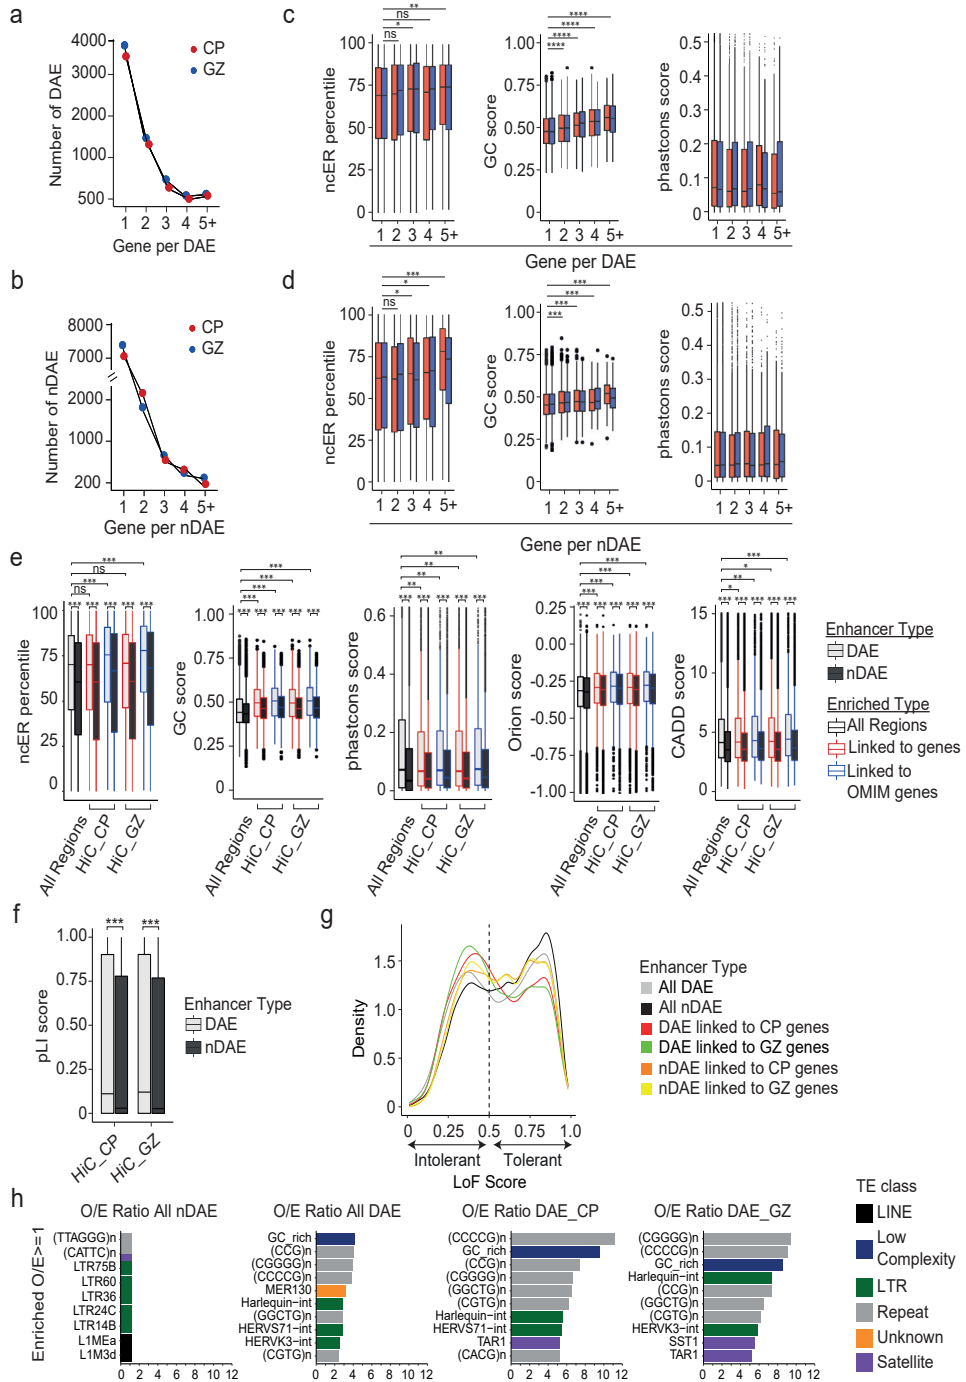 a
Number of DAE
4000
3000
1000
500
CP
GZ
1 2 3 4 5+
Gene per DAE
b
Number of nDAE
8000
7000
1000
200
CP
GZ
1 2 3 4 5+
Gene per nDAE
c
ncER percentile
100
75
50
25
0
**
ns
*
ns
1 2 3 4 5+
GC score
1.00
0.75
0.50
0.25
0.00
****
****
****
****
1 2 3 4 5+
phastcons score
0.5
0.4
0.3
0.2
0.1
0
1 2 3 4 5+
Gene per DAE
d
ncER percentile
100
75
50
25
0
***
*
*
ns
1 2 3 4 5+
GC score
1.00
0.75
0.50
0.25
0.00
***
***
***
***
1 2 3 4 5+
phastcons score
0.5
0.4
0.3
0.2
0.1
0
1 2 3 4 5+
Gene per nDAE
e
ncER percentile
100
75
50
25
0
***
ns
***
ns
*** *** *** *** ***
All Regions
HiC_CP
HiC_GZ
GC score
1.00
0.75
0.50
0.25
0.00
***
***
***
***
*** *** *** *** ***
All Regions
HiC_CP
HiC_GZ
phastcons score
0.6
0.4
0.2
0
**
**
**
**
*** *** *** *** ***
All Regions
HiC_CP
HiC_GZ
Orion score
0.25
0.00
-0.25
-0.50
-0.75
-1.00
***
***
***
***
*** *** *** *** ***
All Regions
HiC_CP
HiC_GZ
CADD score
15
10
5
0
***
*
**
*
*** *** *** *** ***
All Regions
HiC_CP
HiC_GZ
Enhancer Type
DAE
nDAE
Enriched Type
All Regions
Linked to genes
Linked to
OMIM genes
f
pLI score
1.00
0.75
0.50
0.25
0
*** ***
HiC_CP
HiC_GZ
Enhancer Type
DAE
nDAE
g
Density
1.5
1.0
1.5
0
0 0.25 0.5 0.75 1.0
Intolerant Tolerant
LoF Score
Enhancer Type
All DAE
All nDAE
DAE linked to CP genes
DAE linked to GZ genes
nDAE linked to CP genes
nDAE linked to GZ genes
h
Enriched O/E>=1
O/E Ratio All nDAE
(TTAGGG)n
(CATTC)n
LTR75B
LTR60
LTR36
LTR24C
LTR14B
L1MEa
L1M3d
0 2 4 6 8 10 12
O/E Ratio All DAE
GC_rich
(CCG)n
(CGGGG)n
(CCCCG)n
MER130
Harlequin-int
(GGCTG)n
HERVS71-int
HERVK3-int
(CGTG)n
0 2 4 6 8 10 12
O/E Ratio DAE_CP
(CCCCG)n
GC_rich
(CCG)n
(CGGGG)n
(GGCTG)n
(CGTG)n
Harlequin-int
HERVS71-int
TAR1
(CACG)n
0 2 4 6 8 10 12
O/E Ratio DAE_GZ
(CGGGG)n
(CCCCG)n
GC_rich
Harlequin-int
(CCG)n
(GGCTG)n
(CGTG)n
HERVK3-int
SST1
TAR1
0 2 4 6 8 10 12
TE class
LINE
Low
Complexity
LTR
Repeat
Unknown
Satellite